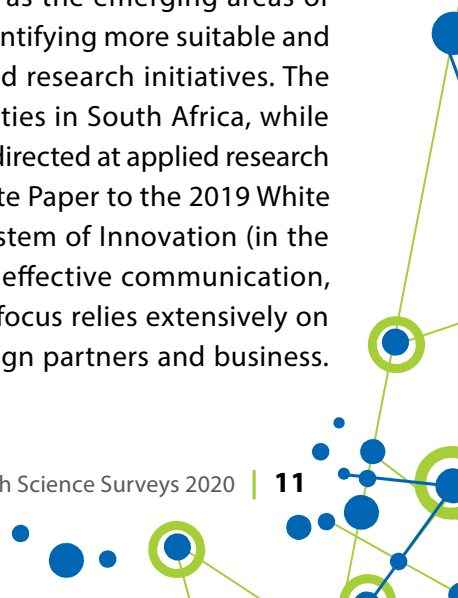 as the emerging areas of
ntifying more suitable and
d research initiatives. The
ties in South Africa, while
directed at applied research
te Paper to the 2019 White
stem of Innovation (in the
effective communication,
focus relies extensively on
gn partners and business.
h Science Surveys 2020 | 11